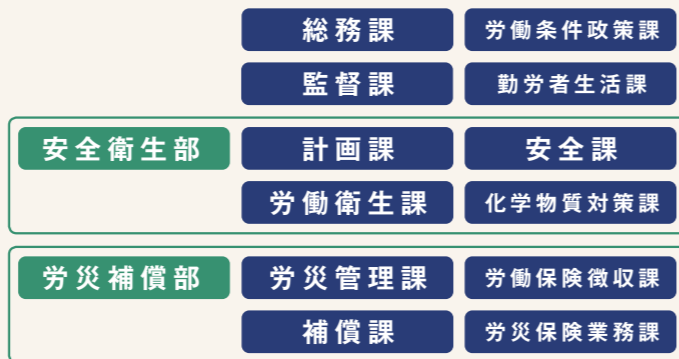 総務課 労働条件政策課
監督課 勤労者生活課
安全衛生部 計画課 安全課
労働衛生課 化学物質対策課
労災補償部 労災管理課 労働保険徴収課
補償課 労災保険業務課